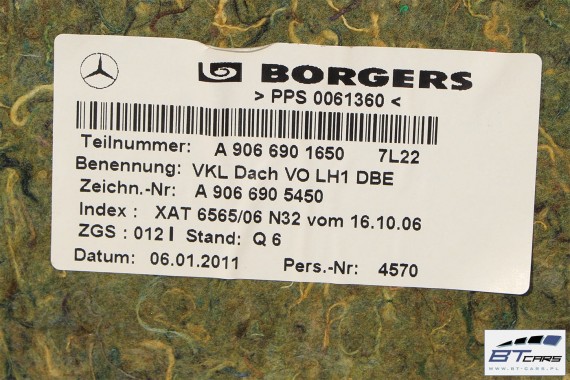 BORGERS
> PPS 0061360 <
Teilnummer: A 906 690 1650 7L22
Benennung: VKL Dach VO LH1 DBE
Zeichn.-Nr: A 906 690 5450
Index : XAT 6565/06 N32 vom 16.10.06
ZGS : 012 I Stand: Q 6
Datum: 06.01.2011 Pers.-Nr: 4570
BT CARS
WWW.BT-CARS.PL